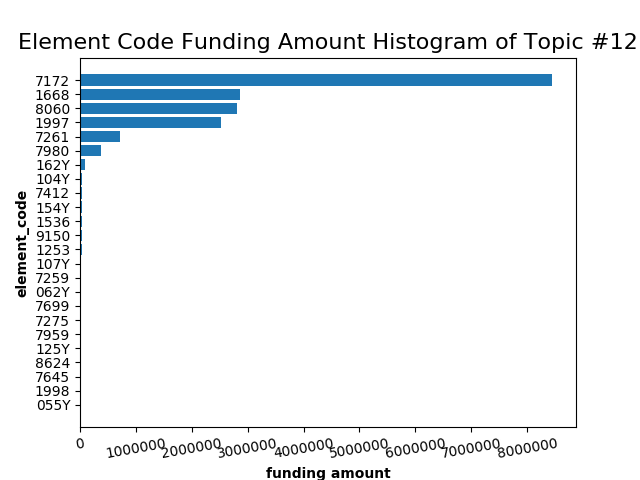 Element Code Funding Amount Histogram of Topic #12
7172
1668
8060
1997
7261
7980
162Y
104Y
7412
154Y
1536
9150
1253
107Y
7259
062Y
7699
7275
7959
125Y
8624
7645
1998
055Y
element_code
0 1000000 2000000 3000000 4000000 5000000 6000000 7000000 8000000
funding amount